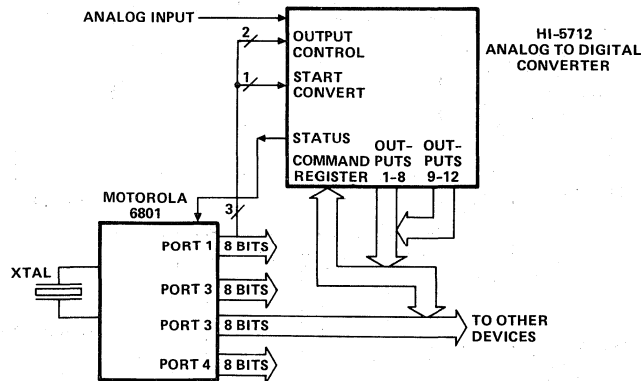 ANALOG INPUT
2
OUTPUT
CONTROL
1
START
CONVERT
STATUS
COMMAND
REGISTER
OUT-
PUTS
1-8
OUT-
PUTS
9-12
HI-5712
ANALOG TO DIGITAL
CONVERTER
MOTOROLA
6801
3
XTAL
PORT 1
8 BITS
PORT 3
8 BITS
PORT 3
8 BITS
TO OTHER
DEVICES
PORT 4
8 BITS